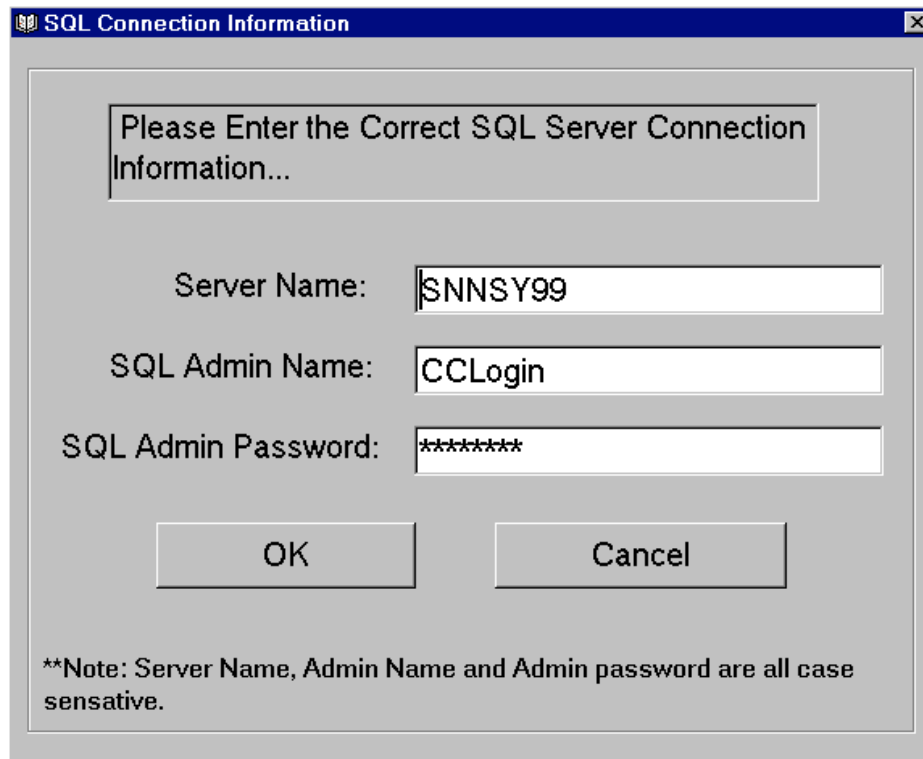 SQL Connection Information
Please Enter the Correct SQL Server Connection
Information...
Server Name:
SNNSY99
SQL Admin Name:
CCLogin
SQL Admin Password:
********
OK
Cancel
**Note: Server Name, Admin Name and Admin password are all case
sensative.